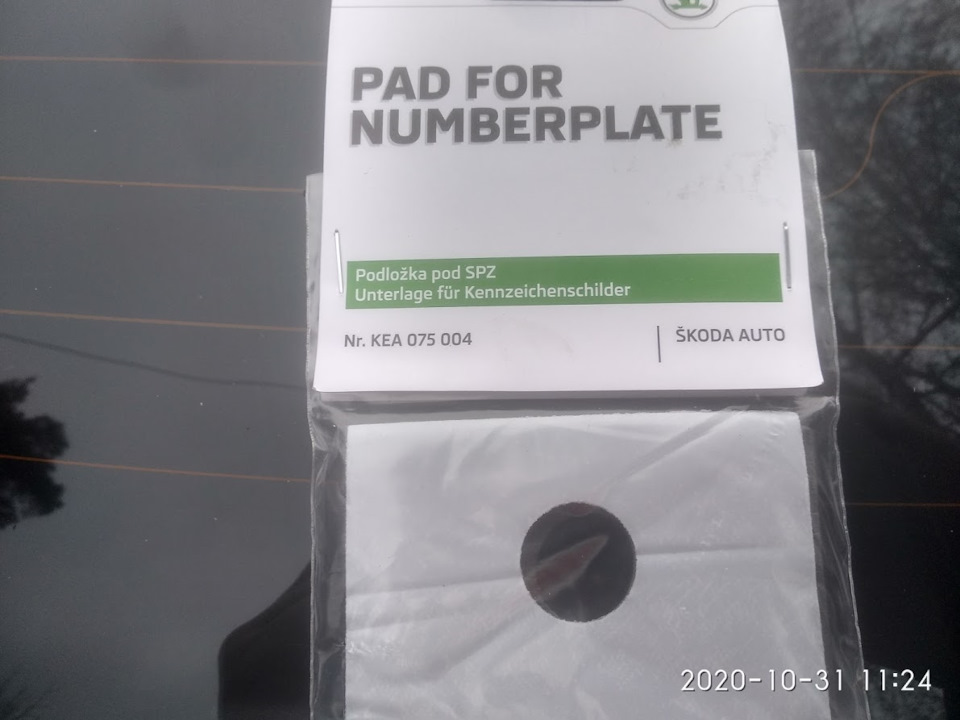 PAD FOR
NUMBERPLATE
Podložka pod SPZ
Unterlage für Kennzeichenschilder
Nr. KEA 075 004
ŠKODA AUTO
2020-10-31 11:24